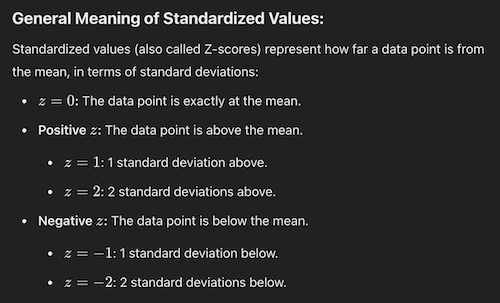 General Meaning of Standardized Values:
Standardized values (also called Z-scores) represent how far a data point is from
the mean, in terms of standard deviations:
• z = 0: The data point is exactly at the mean.
• Positive z: The data point is above the mean.
• z = 1: 1 standard deviation above.
• z = 2: 2 standard deviations above.
• Negative z: The data point is below the mean.
• z = −1: 1 standard deviation below.
• z = −2: 2 standard deviations below.